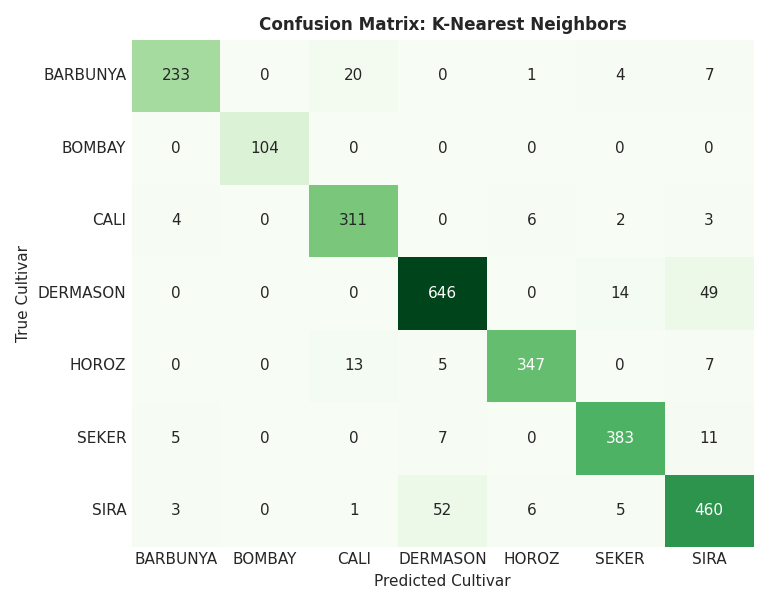 Confusion Matrix: K-Nearest Neighbors
True Cultivar
BARBUNYA 233 0 20 0 1 4 7
BOMBAY 0 104 0 0 0 0 0
CALI 4 0 311 0 6 2 3
DERMASON 0 0 0 646 0 14 49
HOROZ 0 0 13 5 347 0 7
SEKER 5 0 0 7 0 383 11
SIRA 3 0 1 52 6 5 460
BARBUNYA BOMBAY CALI DERMASON HOROZ SEKER SIRA
Predicted Cultivar